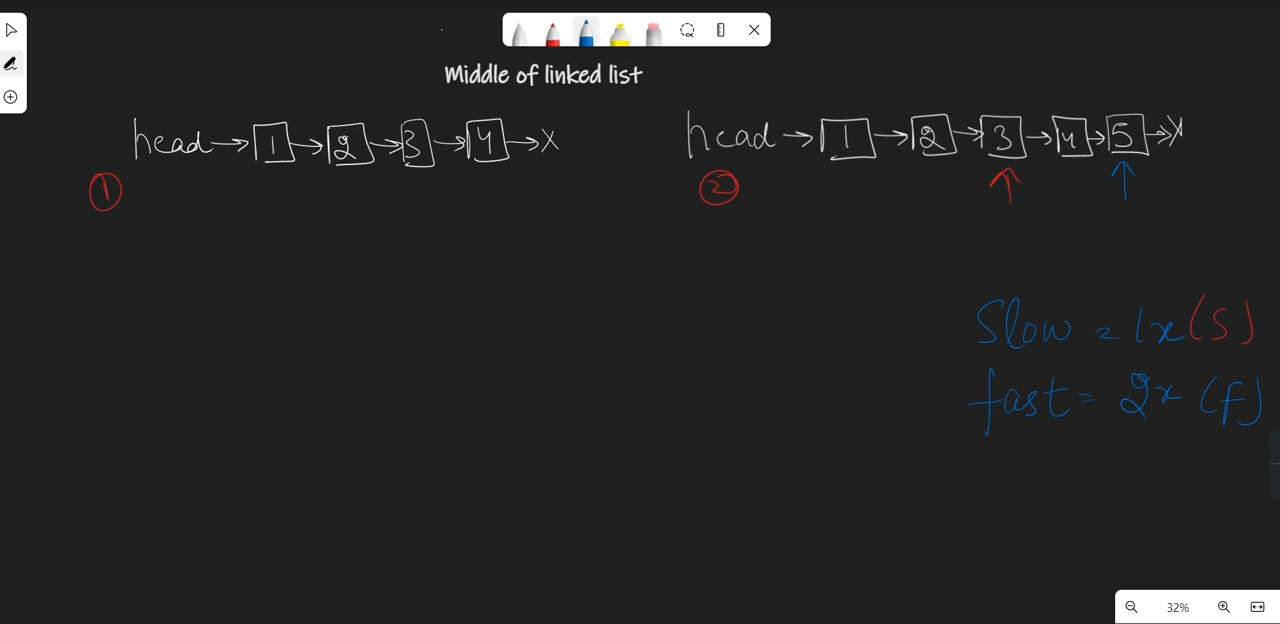 Middle of linked list
head → 1 → 2 → 3 → 4 → X
head → 1 → 2 → 3 → 4 → 5 → X
1
2
↑ ↑
Slow = 1x (S)
fast = 2x (f)
32%